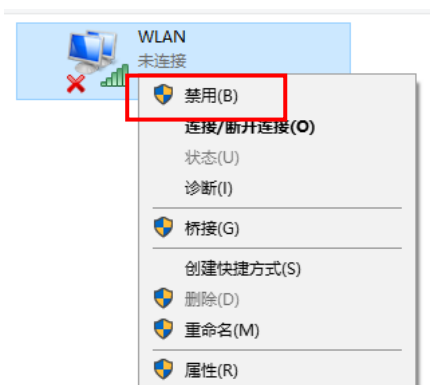 WLAN
未连接
禁用(B)
连接/断开连接(O)
状态(U)
诊断(I)
桥接(G)
创建快捷方式(S)
删除(D)
重命名(M)
属性(R)